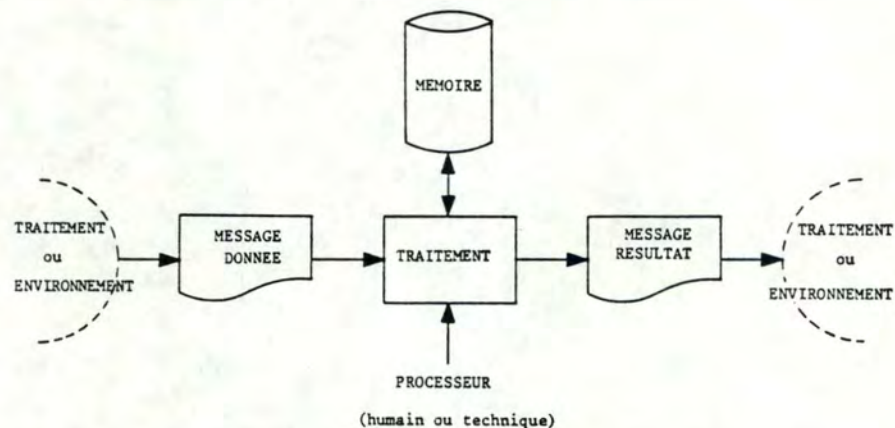 MEMOIRE
TRAITEMENT
ou
ENVIRONNEMENT
MESSAGE
DONNEE
TRAITEMENT
MESSAGE
RESULTAT
TRAITEMENT
ou
ENVIRONNEMENT
PROCESSEUR
(humain ou technique)